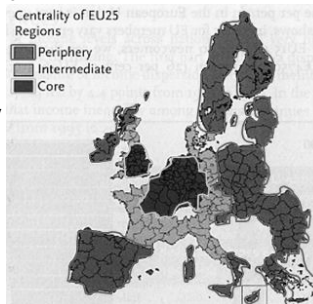 Centrality of EU25
Regions
Periphery
Intermediate
Core